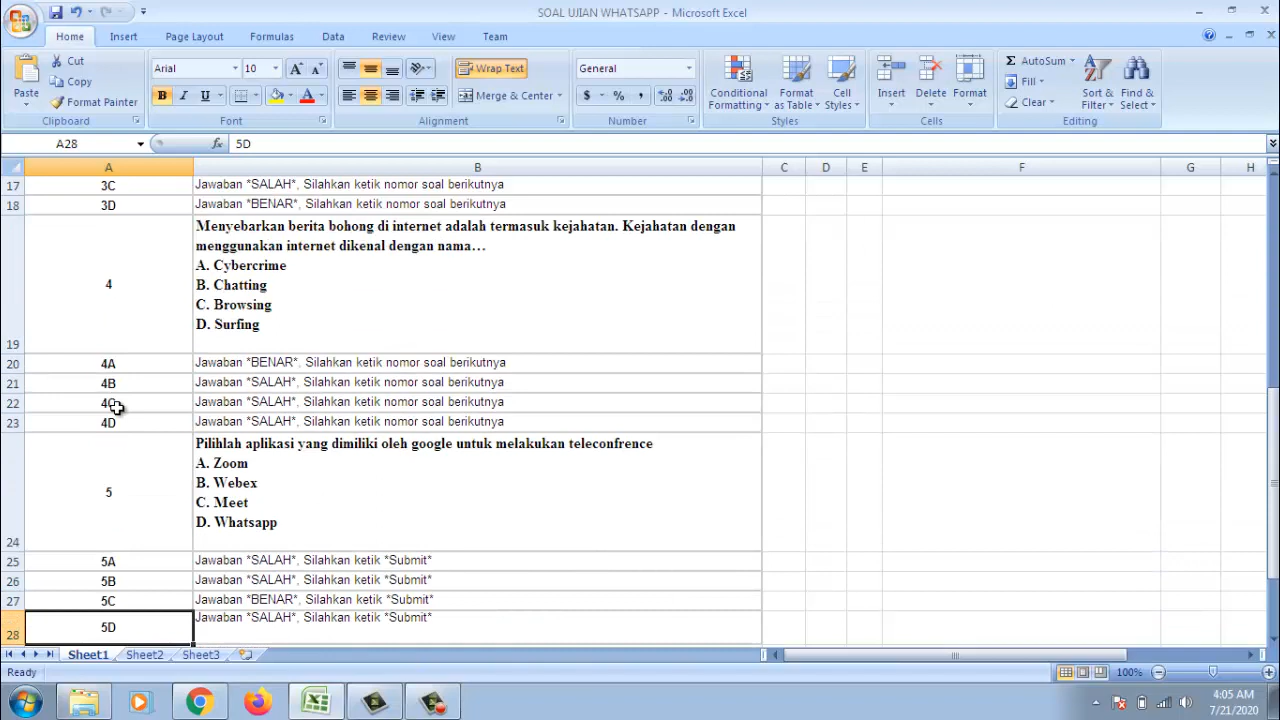 SOAL UJIAN WHATSAPP - Microsoft Excel
Home Insert Page Layout Formulas Data Review View Team
Paste Cut Copy Format Painter Clipboard
Arial 10 A A B I U A Font
Wrap Text Merge & Center Alignment
General $ % , Number
Conditional Formatting Format as Table Cell Styles Styles
Insert Delete Format Cells
Σ AutoSum Fill Clear Sort & Filter Find & Select Editing
A28 fx 5D
A B C D E F G H
17 3C Jawaban *SALAH*, Silahkan ketik nomor soal berikutnya
18 3D Jawaban *BENAR*, Silahkan ketik nomor soal berikutnya
Menyebarkan berita bohong di internet adalah termasuk kejahatan. Kejahatan dengan
menggunakan internet dikenal dengan nama…
A. Cybercrime
4 B. Chatting
C. Browsing
D. Surfing
19
20 4A Jawaban *BENAR*, Silahkan ketik nomor soal berikutnya
21 4B Jawaban *SALAH*, Silahkan ketik nomor soal berikutnya
22 4C Jawaban *SALAH*, Silahkan ketik nomor soal berikutnya
23 4D Jawaban *SALAH*, Silahkan ketik nomor soal berikutnya
Pilihlah aplikasi yang dimiliki oleh google untuk melakukan teleconfrence
A. Zoom
5 B. Webex
C. Meet
D. Whatsapp
24
25 5A Jawaban *SALAH*, Silahkan ketik *Submit*
26 5B Jawaban *SALAH*, Silahkan ketik *Submit*
27 5C Jawaban *BENAR*, Silahkan ketik *Submit*
28 5D Jawaban *SALAH*, Silahkan ketik *Submit*
Sheet1 Sheet2 Sheet3
Ready 100%
4:05 AM
7/21/2020